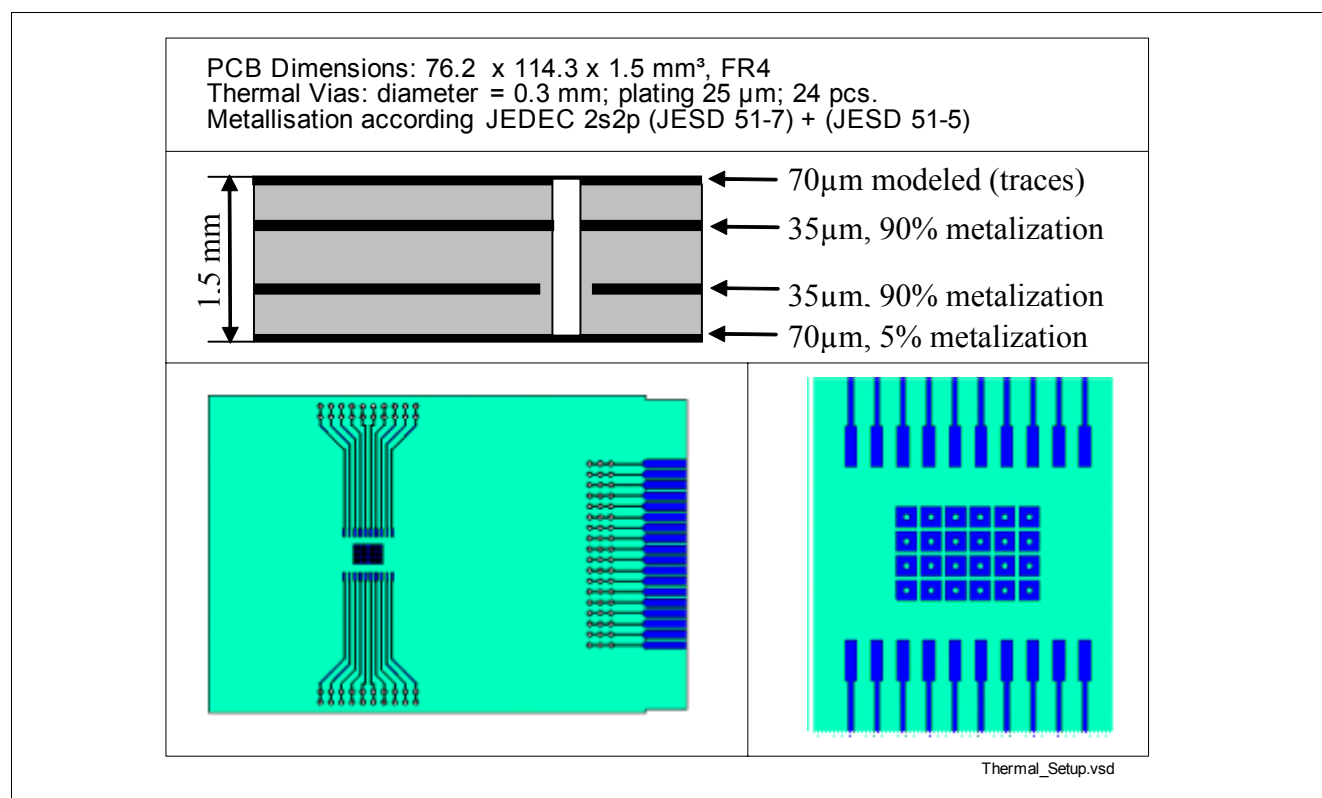 PCB Dimensions: 76.2 x 114.3 x 1.5 mm³, FR4
Thermal Vias: diameter = 0.3 mm; plating 25 µm; 24 pcs.
Metallisation according JEDEC 2s2p (JESD 51-7) + (JESD 51-5)
1.5 mm
70µm modeled (traces)
35µm, 90% metalization
35µm, 90% metalization
70µm, 5% metalization
Thermal_Setup.vsd